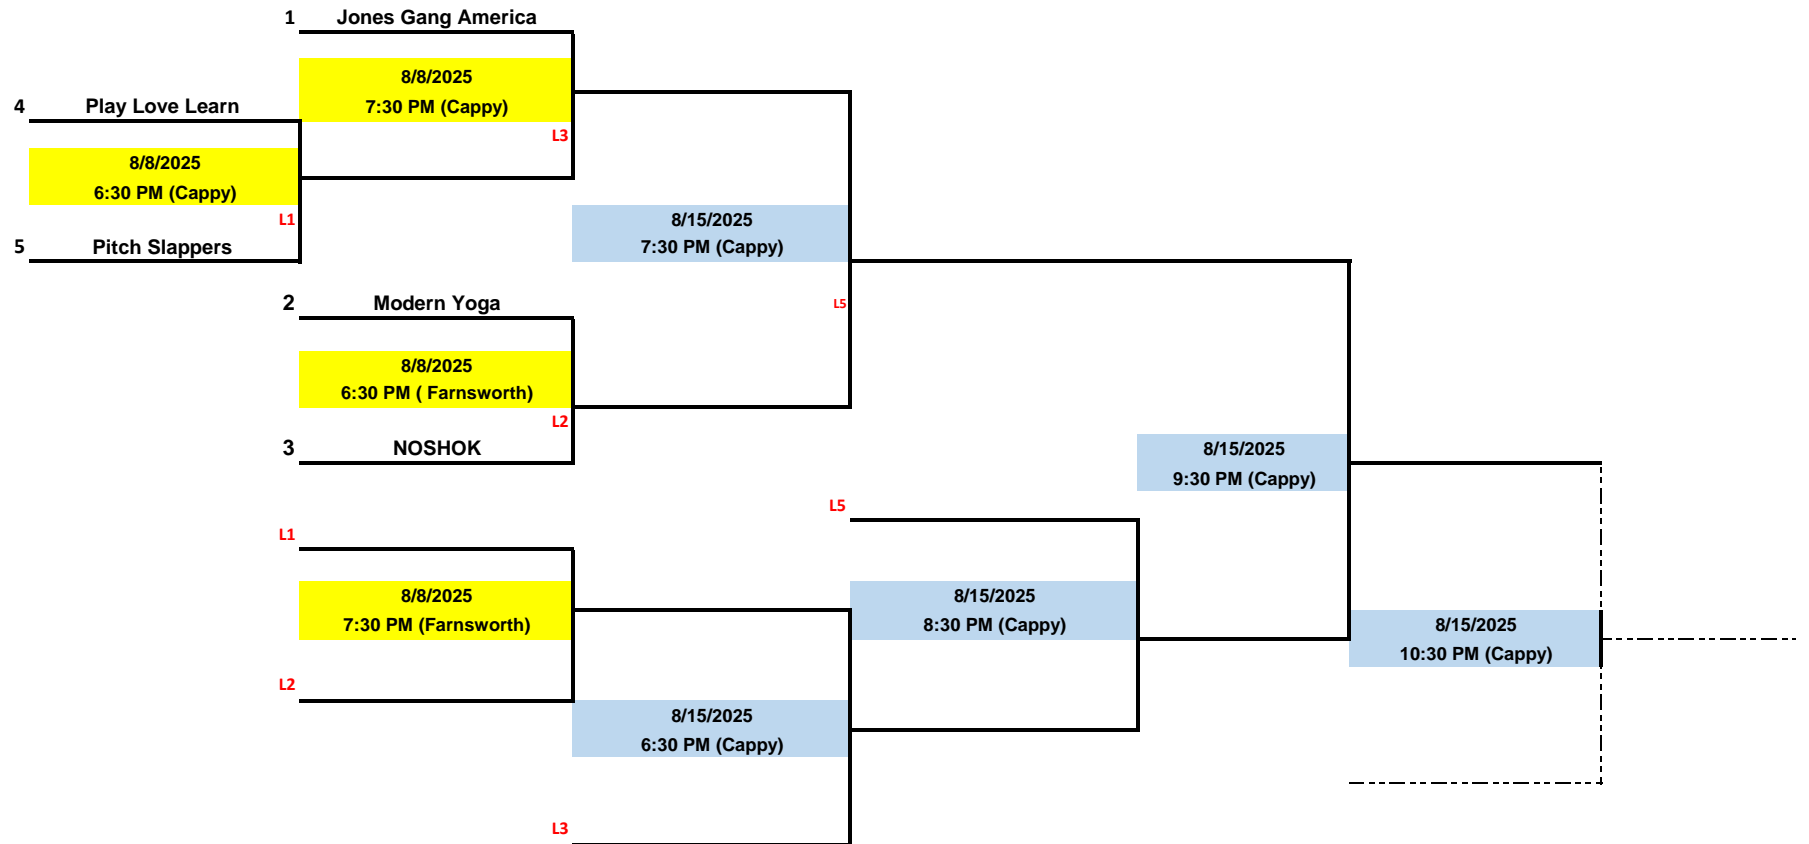 1 Jones Gang America
8/8/2025
7:30 PM (Cappy)
L3
4 Play Love Learn
8/8/2025
6:30 PM (Cappy)
L1
5 Pitch Slappers
8/15/2025
7:30 PM (Cappy)
L5
2 Modern Yoga
8/8/2025
6:30 PM ( Farnsworth)
L2
3 NOSHOK
8/15/2025
9:30 PM (Cappy)
L5
L1
8/8/2025
7:30 PM (Farnsworth)
L2
8/15/2025
8:30 PM (Cappy)
8/15/2025
10:30 PM (Cappy)
8/15/2025
6:30 PM (Cappy)
L3